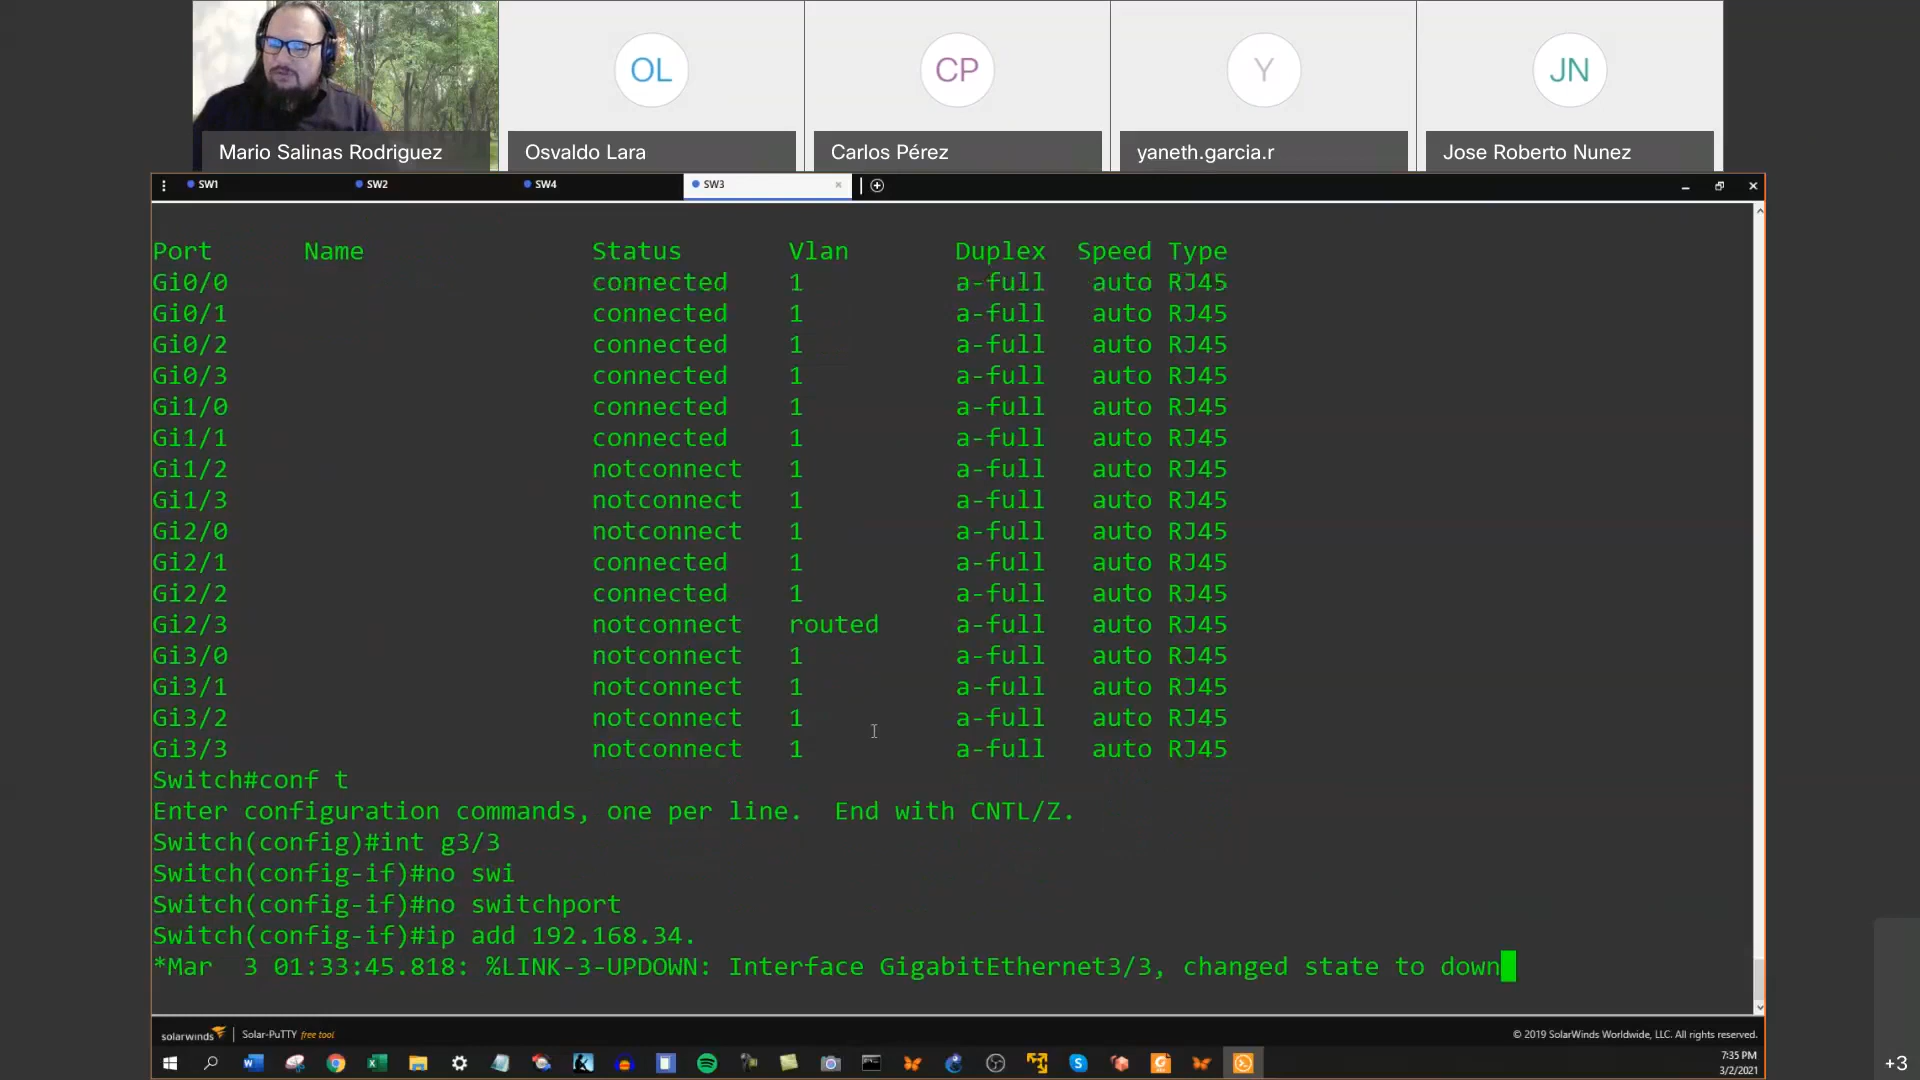 OL
CP
Y
JN
Mario Salinas Rodriguez
Osvaldo Lara
Carlos Pérez
yaneth.garcia.r
Jose Roberto Nunez
SW1
SW2
SW4
SW3
Port Name Status Vlan Duplex Speed Type
Gi0/0 connected 1 a-full auto RJ45
Gi0/1 connected 1 a-full auto RJ45
Gi0/2 connected 1 a-full auto RJ45
Gi0/3 connected 1 a-full auto RJ45
Gi1/0 connected 1 a-full auto RJ45
Gi1/1 connected 1 a-full auto RJ45
Gi1/2 notconnect 1 a-full auto RJ45
Gi1/3 notconnect 1 a-full auto RJ45
Gi2/0 notconnect 1 a-full auto RJ45
Gi2/1 connected 1 a-full auto RJ45
Gi2/2 connected 1 a-full auto RJ45
Gi2/3 notconnect routed a-full auto RJ45
Gi3/0 notconnect 1 a-full auto RJ45
Gi3/1 notconnect 1 a-full auto RJ45
Gi3/2 notconnect 1 a-full auto RJ45
Gi3/3 notconnect 1 a-full auto RJ45
Switch#conf t
Enter configuration commands, one per line. End with CNTL/Z.
Switch(config)#int g3/3
Switch(config-if)#no swi
Switch(config-if)#no switchport
Switch(config-if)#ip add 192.168.34.
*Mar 3 01:33:45.818: %LINK-3-UPDOWN: Interface GigabitEthernet3/3, changed state to down
solarwinds Solar-PuTTY free tool
© 2019 SolarWinds Worldwide, LLC. All rights reserved.
7:35 PM
3/2/2021
+3